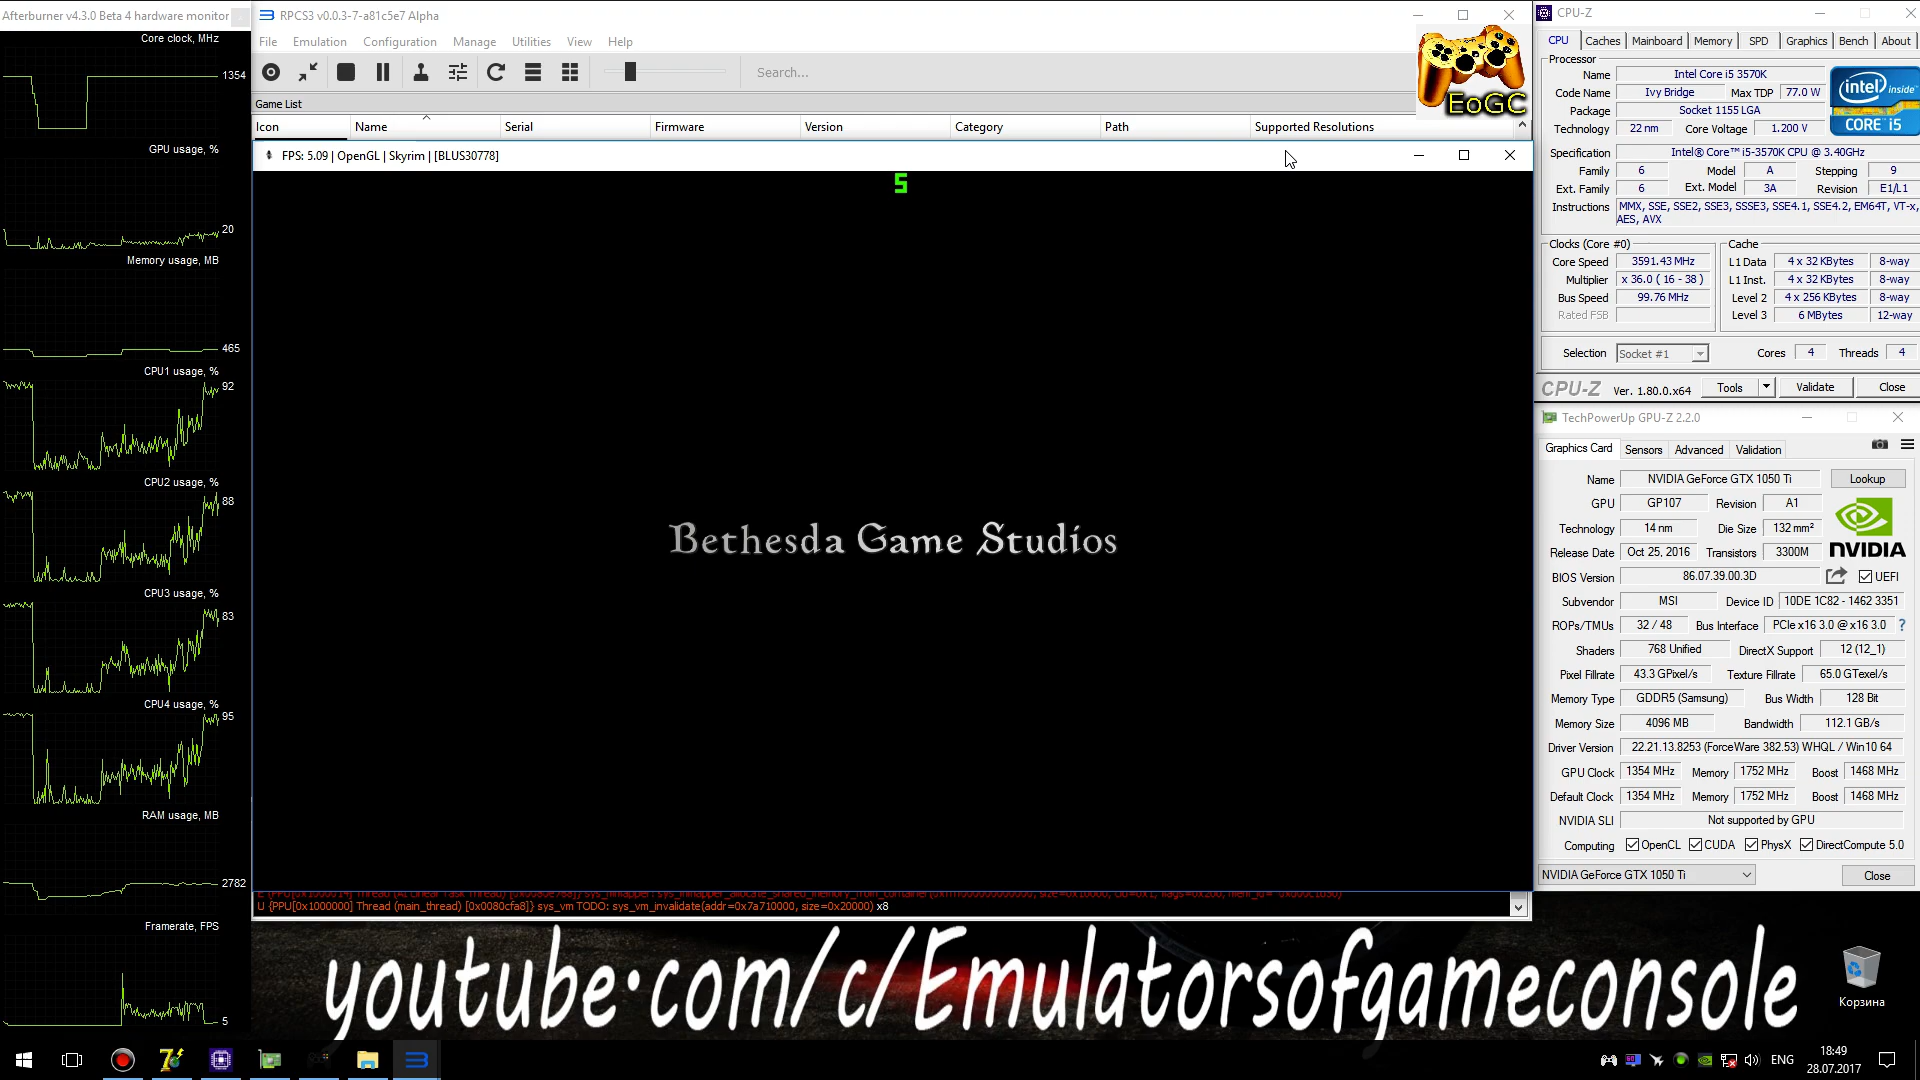 Afterburner v4.3.0 Beta 4 hardware monitor
Core clock, MHz
1354
GPU usage, %
20
Memory usage, MB
465
CPU1 usage, %
92
CPU2 usage, %
88
CPU3 usage, %
83
CPU4 usage, %
95
RAM usage, MB
2782
Framerate, FPS
5
RPCS3 v0.0.3-7-a81c5e7 Alpha
File Emulation Configuration Manage Utilities View Help
Search...
EoGC
Game List
Icon Name Serial Firmware Version Category Path Supported Resolutions
FPS: 5.09 | OpenGL | Skyrim | [BLUS30778]
5
Bethesda Game Studios
U {PPU[0x1000000] Thread (main_thread) [0x0080cfa8]} sys_vm TODO: sys_vm_invalidate(addr=0x7a710000, size=0x20000) x8
CPU-Z
CPU Caches Mainboard Memory SPD Graphics Bench About
Processor
Name Intel Core i5 3570K
Code Name Ivy Bridge Max TDP 77.0 W
Package Socket 1155 LGA
Technology 22 nm Core Voltage 1.200 V
intel inside™
CORE™ i5
Specification Intel® Core™ i5-3570K CPU @ 3.40GHz
Family 6 Model A Stepping 9
Ext. Family 6 Ext. Model 3A Revision E1/L1
Instructions MMX, SSE, SSE2, SSE3, SSSE3, SSE4.1, SSE4.2, EM64T, VT-x,
AES, AVX
Clocks (Core #0) Cache
Core Speed 3591.43 MHz L1 Data 4 x 32 KBytes 8-way
Multiplier x 36.0 ( 16 - 38 ) L1 Inst. 4 x 32 KBytes 8-way
Bus Speed 99.76 MHz Level 2 4 x 256 KBytes 8-way
Rated FSB Level 3 6 MBytes 12-way
Selection Socket #1 Cores 4 Threads 4
CPU-Z Ver. 1.80.0.x64 Tools Validate Close
TechPowerUp GPU-Z 2.2.0
Graphics Card Sensors Advanced Validation
Name NVIDIA GeForce GTX 1050 Ti Lookup
GPU GP107 Revision A1
Technology 14 nm Die Size 132 mm²
Release Date Oct 25, 2016 Transistors 3300M
NVIDIA
BIOS Version 86.07.39.00.3D UEFI
Subvendor MSI Device ID 10DE 1C82 - 1462 3351
ROPs/TMUs 32 / 48 Bus Interface PCIe x16 3.0 @ x16 3.0 ?
Shaders 768 Unified DirectX Support 12 (12_1)
Pixel Fillrate 43.3 GPixel/s Texture Fillrate 65.0 GTexel/s
Memory Type GDDR5 (Samsung) Bus Width 128 Bit
Memory Size 4096 MB Bandwidth 112.1 GB/s
Driver Version 22.21.13.8253 (ForceWare 382.53) WHQL / Win10 64
GPU Clock 1354 MHz Memory 1752 MHz Boost 1468 MHz
Default Clock 1354 MHz Memory 1752 MHz Boost 1468 MHz
NVIDIA SLI Not supported by GPU
Computing OpenCL CUDA PhysX DirectCompute 5.0
NVIDIA GeForce GTX 1050 Ti Close
youtube.com/c/Emulatorsofgameconsole
Корзина
ENG
18:49
28.07.2017